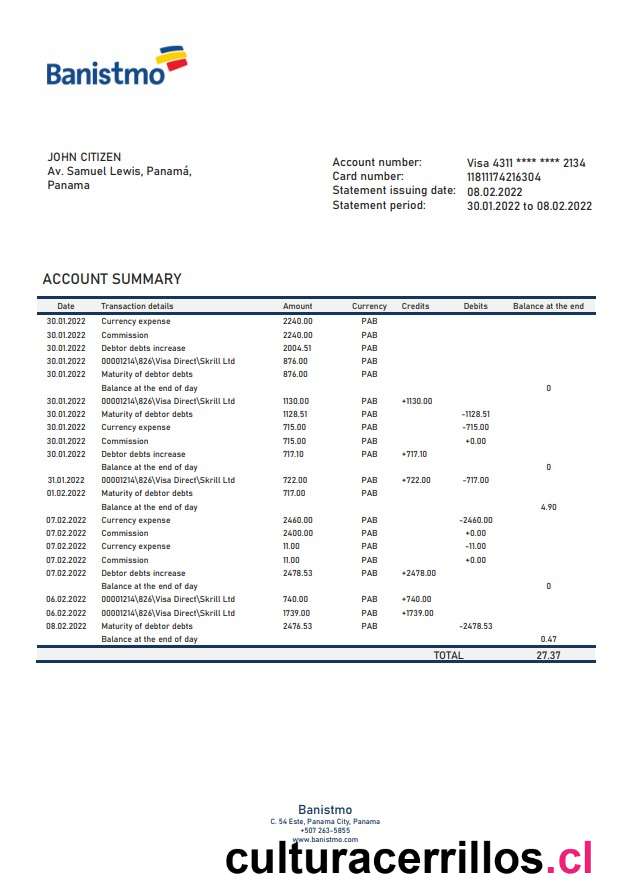 Banistmo
JOHN CITIZEN
Av. Samuel Lewis, Panamá,
Panama
Account number: Visa 4311 **** **** 2134
Card number: 11811174216304
Statement issuing date: 08.02.2022
Statement period: 30.01.2022 to 08.02.2022
ACCOUNT SUMMARY
Date Transaction details Amount Currency Credits Debits Balance at the end
30.01.2022 Currency expense 2240.00 PAB
30.01.2022 Commission 2240.00 PAB
30.01.2022 Debtor debts increase 2004.51 PAB
30.01.2022 00001214\826\Visa Direct\Skrill Ltd 876.00 PAB
30.01.2022 Maturity of debtor debts 876.00 PAB
Balance at the end of day 0
30.01.2022 00001214\826\Visa Direct\Skrill Ltd 1130.00 PAB +1130.00
30.01.2022 Maturity of debtor debts 1128.51 PAB -1128.51
30.01.2022 Currency expense 715.00 PAB -715.00
30.01.2022 Commission 715.00 PAB +0.00
30.01.2022 Debtor debts increase 717.10 PAB +717.10
Balance at the end of day 0
31.01.2022 00001214\826\Visa Direct\Skrill Ltd 722.00 PAB +722.00 -717.00
01.02.2022 Maturity of debtor debts 717.00 PAB
Balance at the end of day 4.90
07.02.2022 Currency expense 2460.00 PAB -2460.00
07.02.2022 Commission 2400.00 PAB +0.00
07.02.2022 Currency expense 11.00 PAB -11.00
07.02.2022 Commission 11.00 PAB +0.00
07.02.2022 Debtor debts increase 2478.53 PAB +2478.00
Balance at the end of day 0
06.02.2022 00001214\826\Visa Direct\Skrill Ltd 740.00 PAB +740.00
06.02.2022 00001214\826\Visa Direct\Skrill Ltd 1739.00 PAB +1739.00
08.02.2022 Maturity of debtor debts 2476.53 PAB -2478.53
Balance at the end of day 0.47
TOTAL 27.37
Banistmo
C. 54 Este, Panama City, Panama
+507 263-5855
www.banistmo.com
culturacerrillos.cl